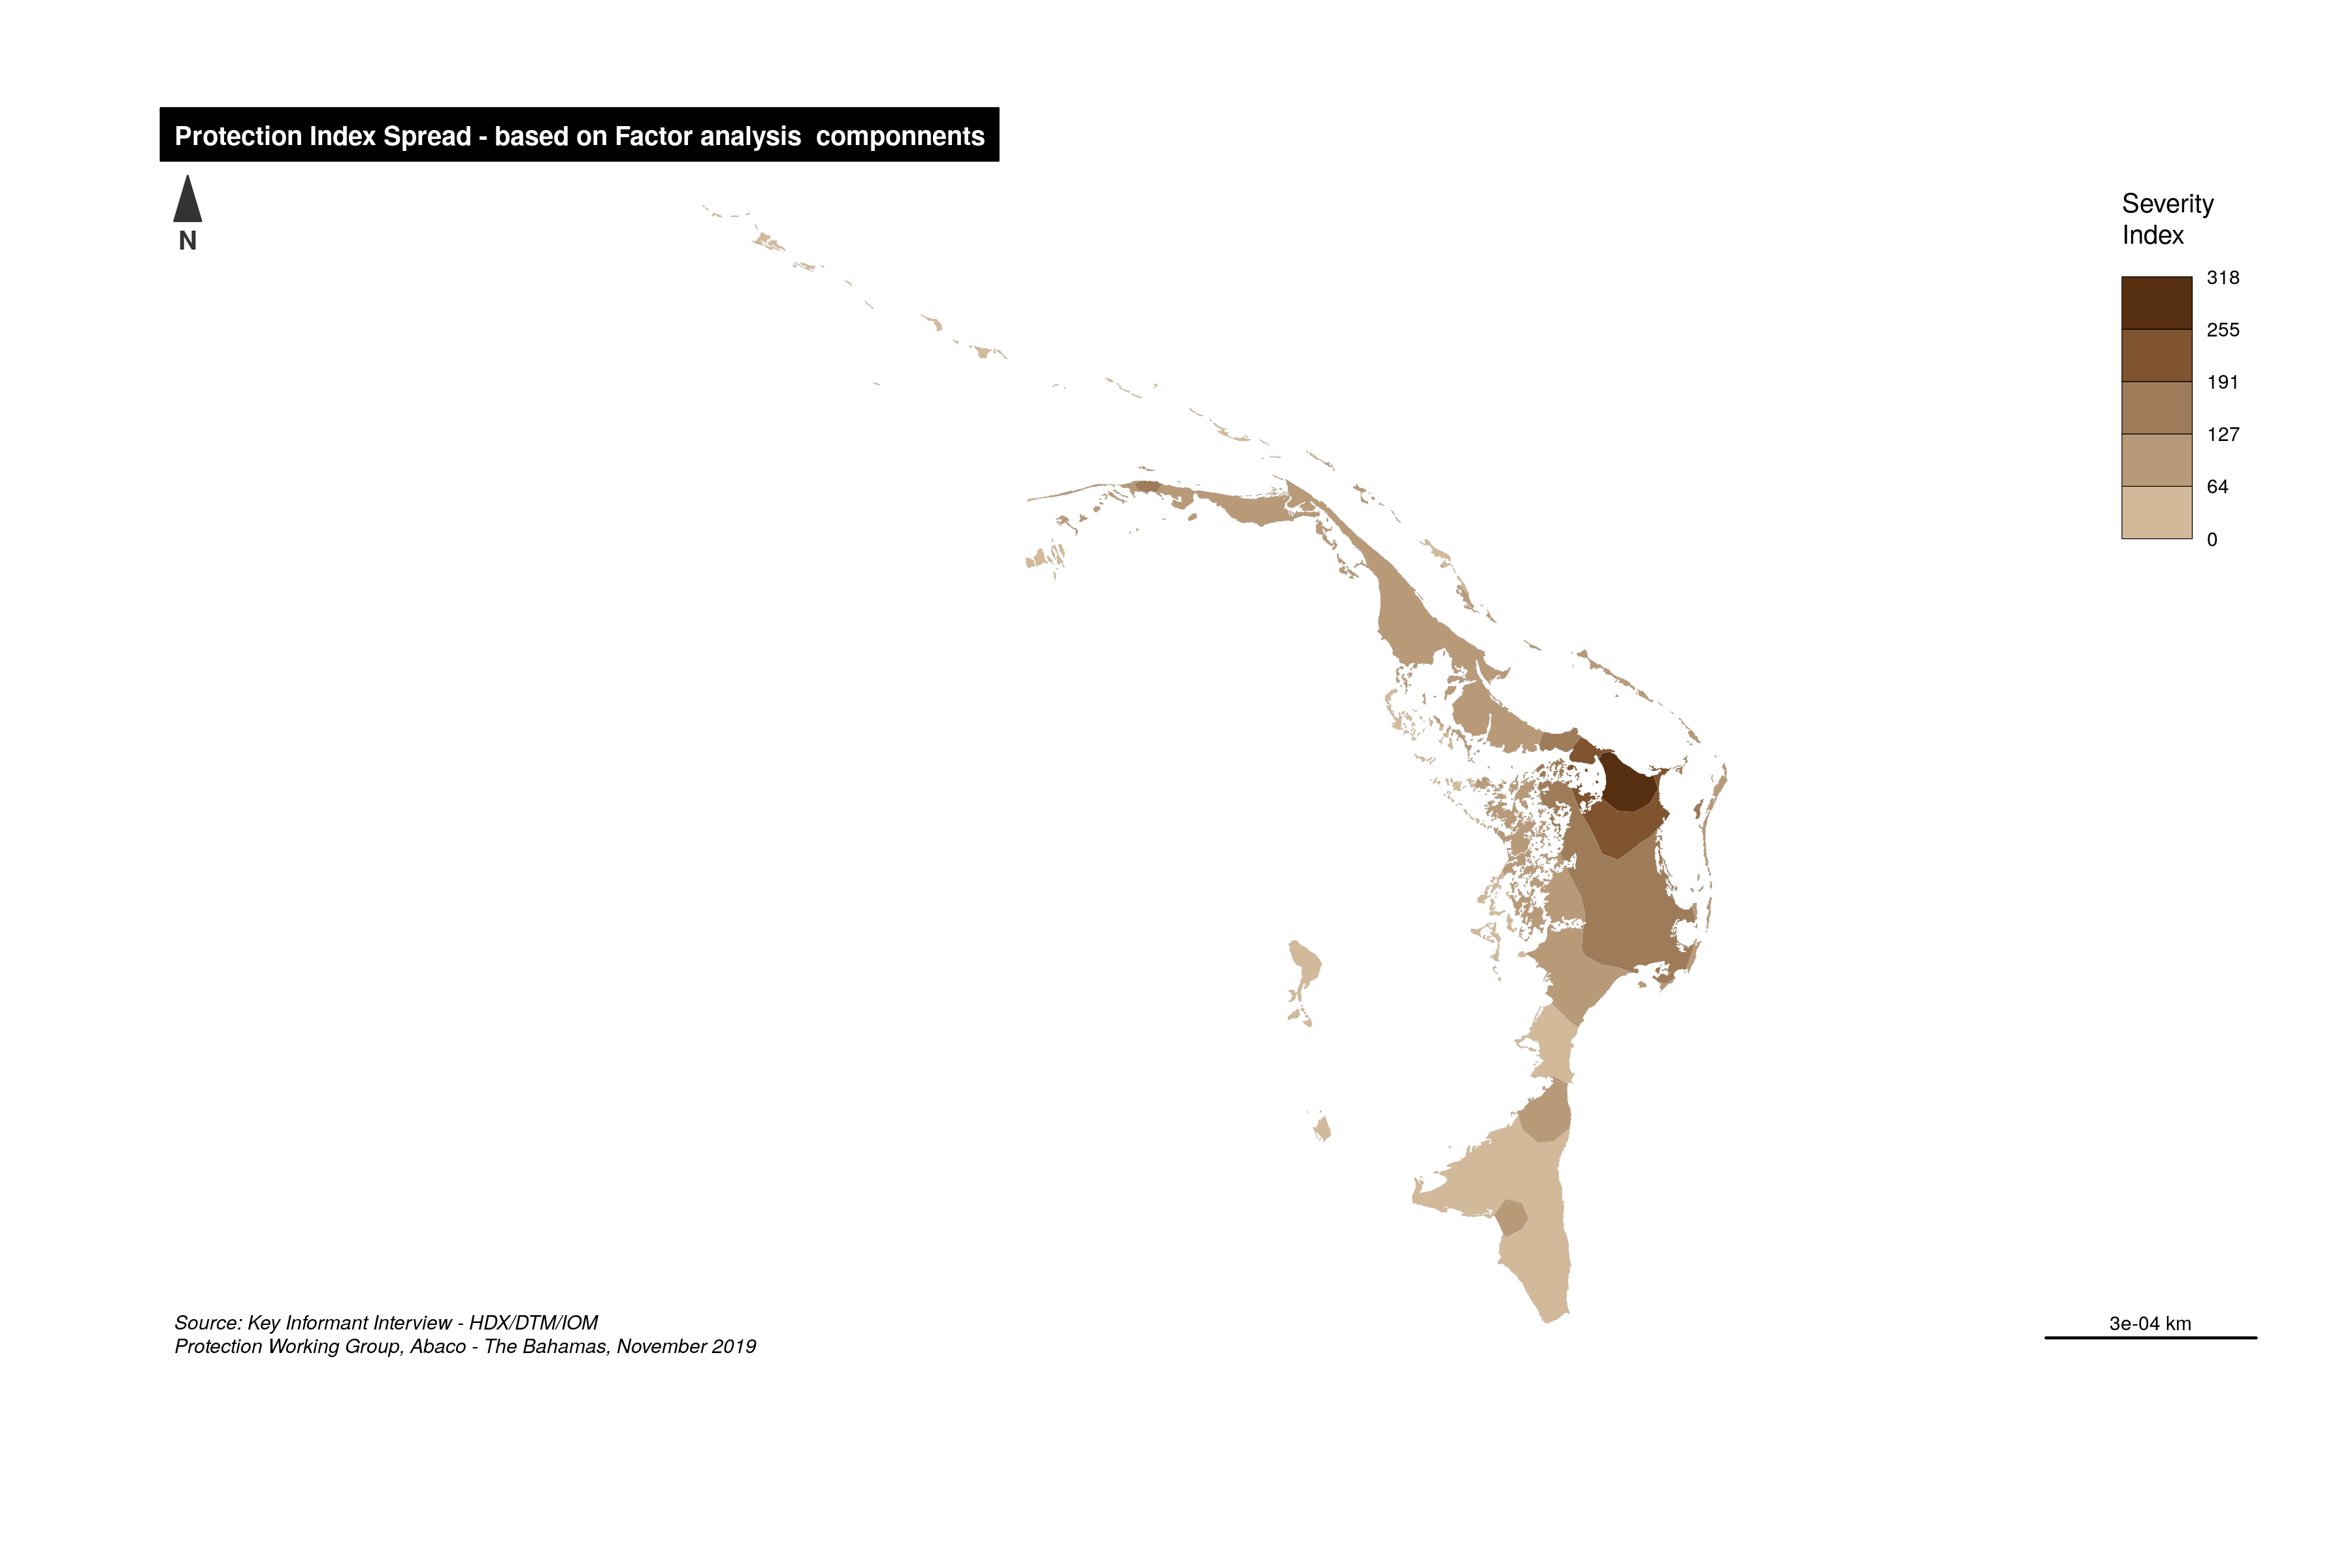 Protection Index Spread - based on Factor analysis  componnents
N
Severity
Index
318
255
191
127
64
0
Source: Key Informant Interview - HDX/DTM/IOM
Protection Working Group, Abaco - The Bahamas, November 2019
3e-04 km